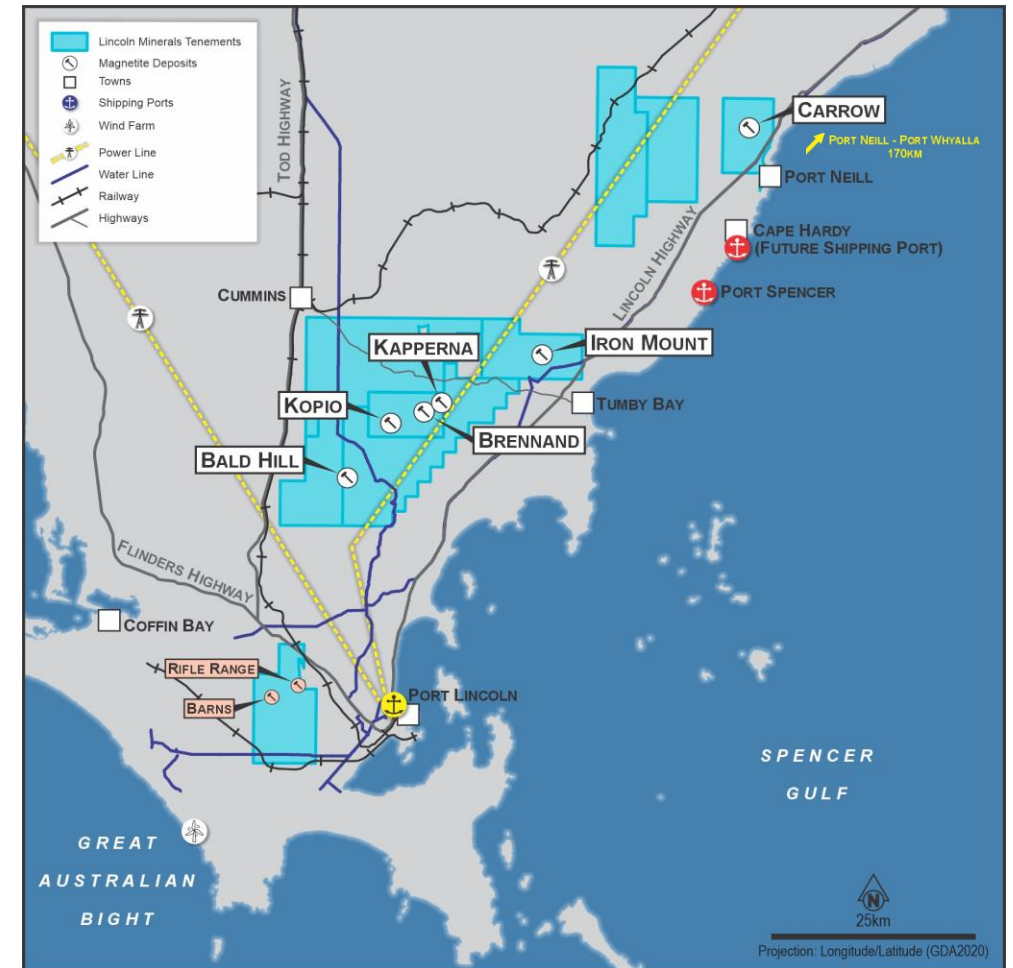 Lincoln Minerals Tenements
Magnetite Deposits
Towns
Shipping Ports
Wind Farm
Power Line
Water Line
Railway
Highways
TOD HIGHWAY
CARROW
PORT NEILL - PORT WHYALLA
170KM
PORT NEILL
CAPE HARDY
(FUTURE SHIPPING PORT)
LINCOLN HIGHWAY
PORT SPENCER
CUMMINS
KAPPERNA
IRON MOUNT
KOPIO
TUMBY BAY
BRENNAND
BALD HILL
FLINDERS HIGHWAY
COFFIN BAY
RIFLE RANGE
BARNS
PORT LINCOLN
SPENCER
GULF
GREAT
AUSTRALIAN
BIGHT
N
25km
Projection: Longitude/Latitude (GDA2020)